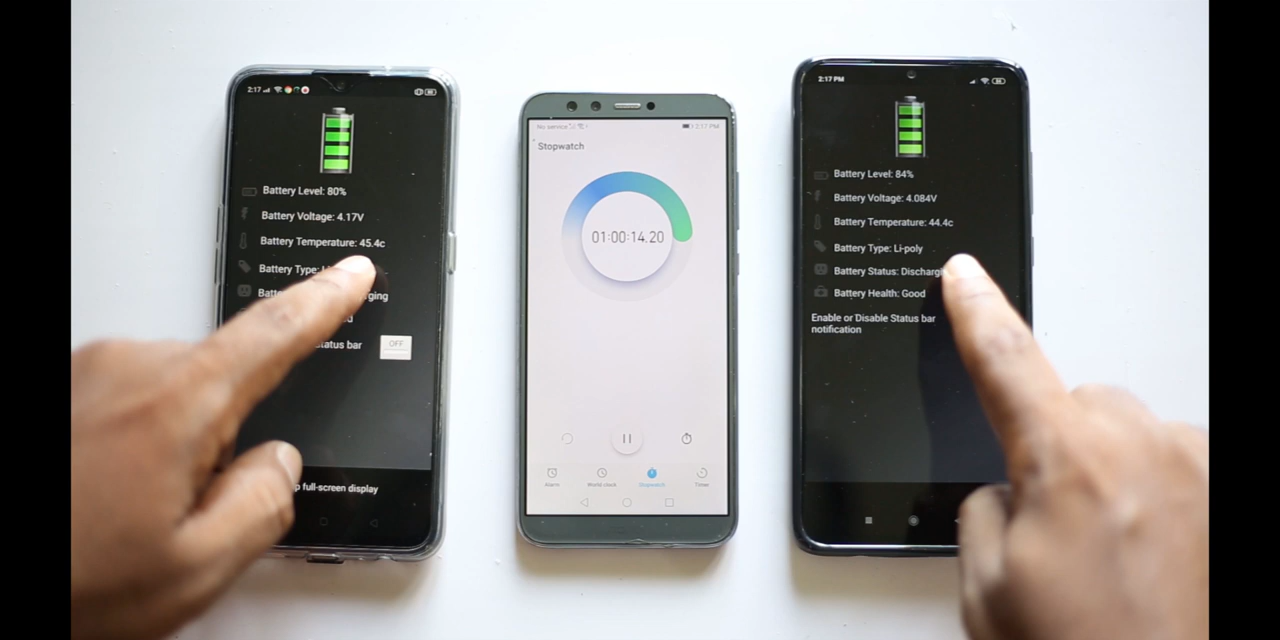 2:17
Battery Level: 80%
Battery Voltage: 4.17V
Battery Temperature: 45.4c
Battery Type:
ging
status bar
OFF
full-screen display
No service
2:17 PM
Stopwatch
01:00:14.20
Alarm
World clock
Stopwatch
Timer
2:17 PM
Battery Level: 84%
Battery Voltage: 4.084V
Battery Temperature: 44.4c
Battery Type: Li-poly
Battery Status: Dischargi
Battery Health: Good
Enable or Disable Status bar
notification